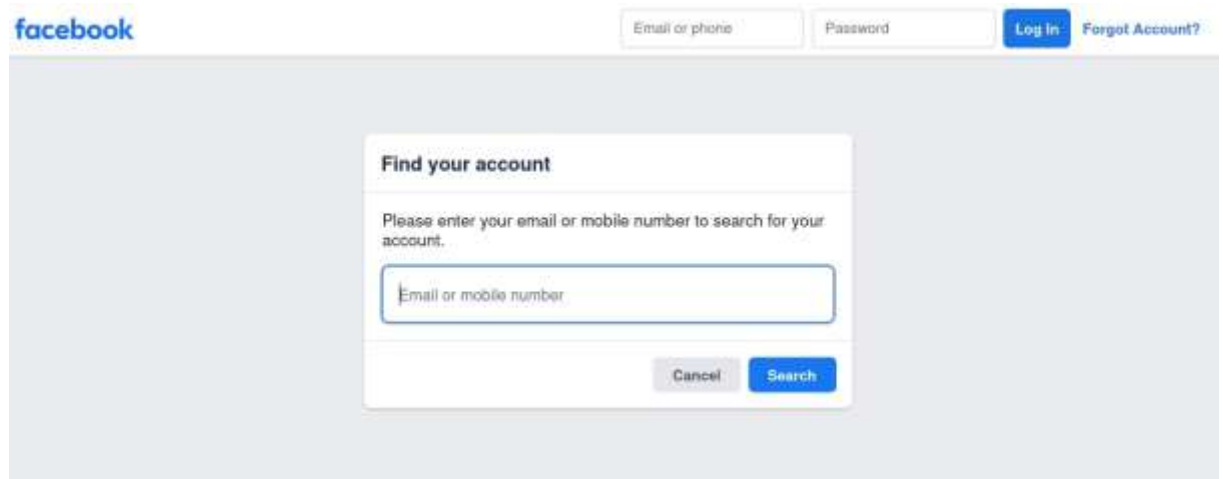 facebook
Email or phone
Password
Log In
Forgot Account?
Find your account
Please enter your email or mobile number to search for your
account.
Email or mobile number
Cancel
Search